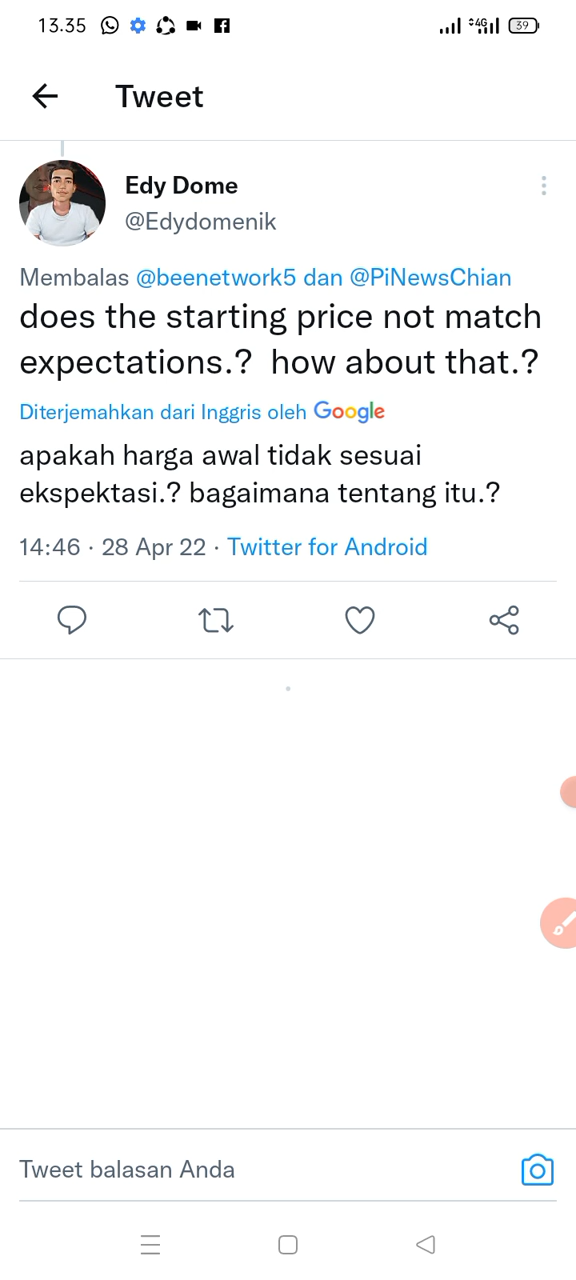 13.35
4G
39
Tweet
Edy Dome
@Edydomenik
Membalas @beenetwork5 dan @PiNewsChian
does the starting price not match
expectations.?  how about that.?
Diterjemahkan dari Inggris oleh Google
apakah harga awal tidak sesuai
ekspektasi.? bagaimana tentang itu.?
14:46 · 28 Apr 22 · Twitter for Android
Tweet balasan Anda